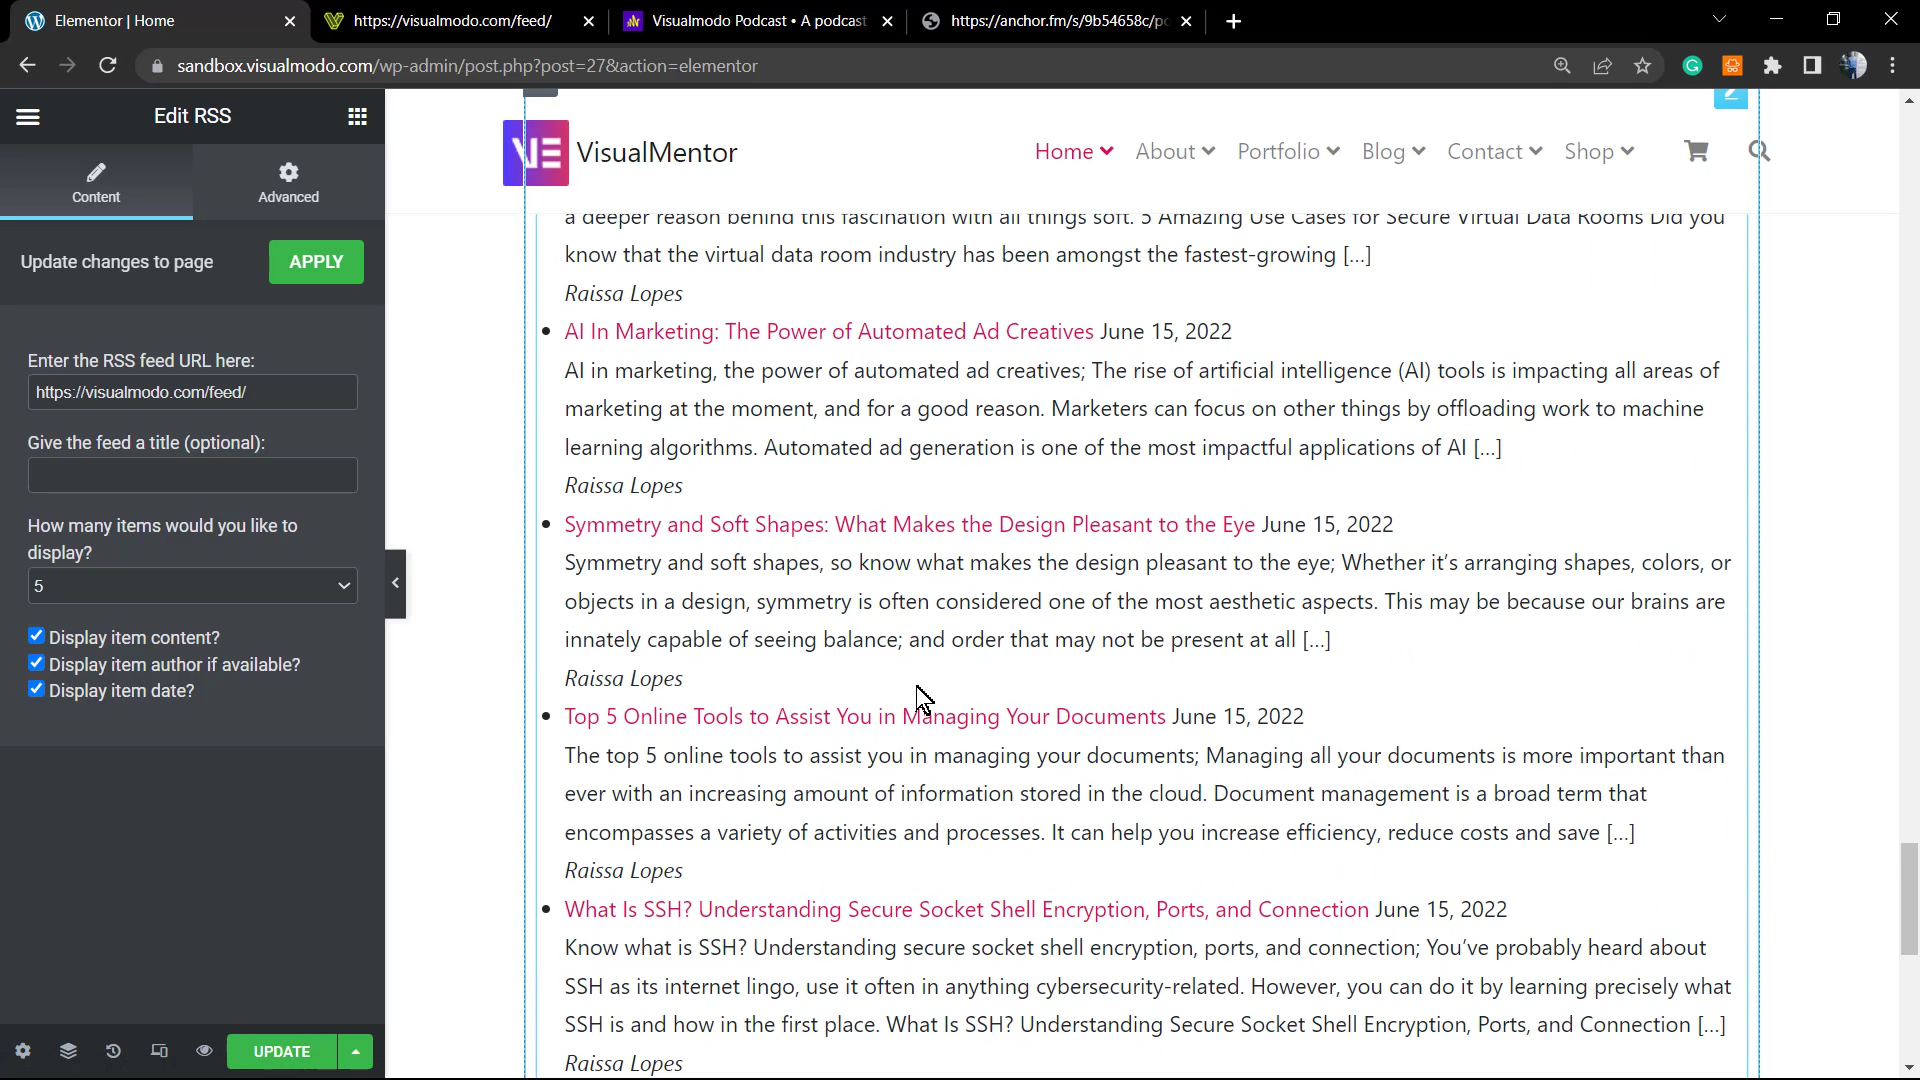 Elementor | Home
https://visualmodo.com/feed/
Visualmodo Podcast • A podcast
https://anchor.fm/s/9b54658c/po
sandbox.visualmodo.com/wp-admin/post.php?post=27&action=elementor
Edit RSS
Content
Advanced
Update changes to page
APPLY
Enter the RSS feed URL here:
https://visualmodo.com/feed/
Give the feed a title (optional):
How many items would you like to
display?
5
Display item content?
Display item author if available?
Display item date?
UPDATE
VE VisualMentor
Home
About
Portfolio
Blog
Contact
Shop
a deeper reason behind this fascination with all things soft. 5 Amazing Use Cases for Secure Virtual Data Rooms Did you
know that the virtual data room industry has been amongst the fastest-growing [...]
Raissa Lopes
• AI In Marketing: The Power of Automated Ad Creatives June 15, 2022
AI in marketing, the power of automated ad creatives; The rise of artificial intelligence (AI) tools is impacting all areas of
marketing at the moment, and for a good reason. Marketers can focus on other things by offloading work to machine
learning algorithms. Automated ad generation is one of the most impactful applications of AI [...]
Raissa Lopes
• Symmetry and Soft Shapes: What Makes the Design Pleasant to the Eye June 15, 2022
Symmetry and soft shapes, so know what makes the design pleasant to the eye; Whether it's arranging shapes, colors, or
objects in a design, symmetry is often considered one of the most aesthetic aspects. This may be because our brains are
innately capable of seeing balance; and order that may not be present at all [...]
Raissa Lopes
• Top 5 Online Tools to Assist You in Managing Your Documents June 15, 2022
The top 5 online tools to assist you in managing your documents; Managing all your documents is more important than
ever with an increasing amount of information stored in the cloud. Document management is a broad term that
encompasses a variety of activities and processes. It can help you increase efficiency, reduce costs and save [...]
Raissa Lopes
• What Is SSH? Understanding Secure Socket Shell Encryption, Ports, and Connection June 15, 2022
Know what is SSH? Understanding secure socket shell encryption, ports, and connection; You've probably heard about
SSH as its internet lingo, use it often in anything cybersecurity-related. However, you can do it by learning precisely what
SSH is and how in the first place. What Is SSH? Understanding Secure Socket Shell Encryption, Ports, and Connection [...]
Raissa Lopes